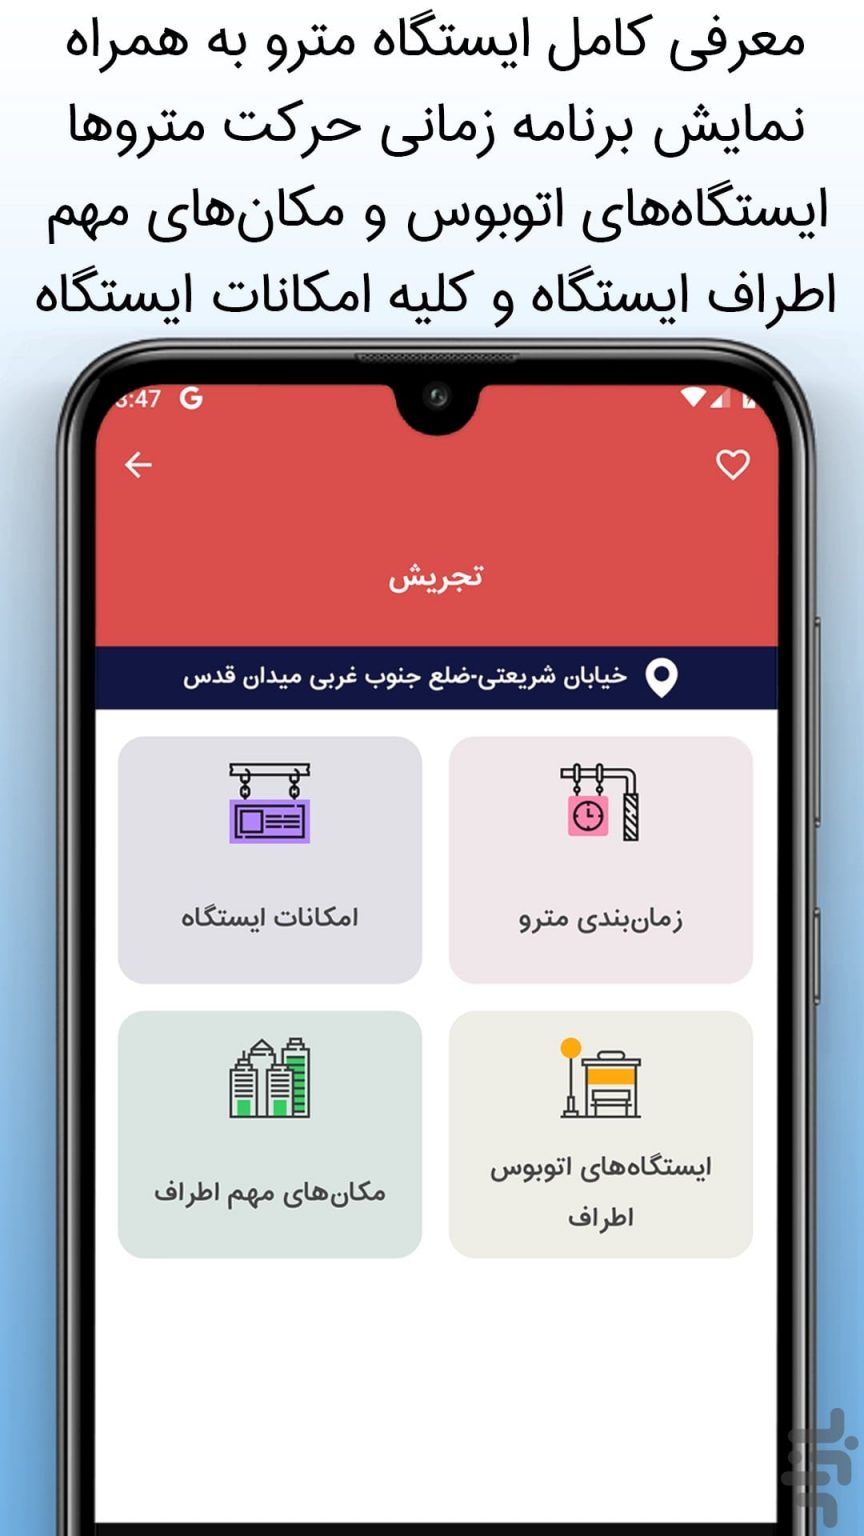 معرفی کامل ایستگاه مترو به همراه
نمایش برنامه زمانی حرکت متروها
ایستگاه‌های اتوبوس و مکان‌های مهم
اطراف ایستگاه و کلیه امکانات ایستگاه
3:47 G
تجریش
خیابان شریعتی-ضلع جنوب غربی میدان قدس
زمان‌بندی مترو
امکانات ایستگاه
ایستگاه‌های اتوبوس
اطراف
مکان‌های مهم اطراف
بازار